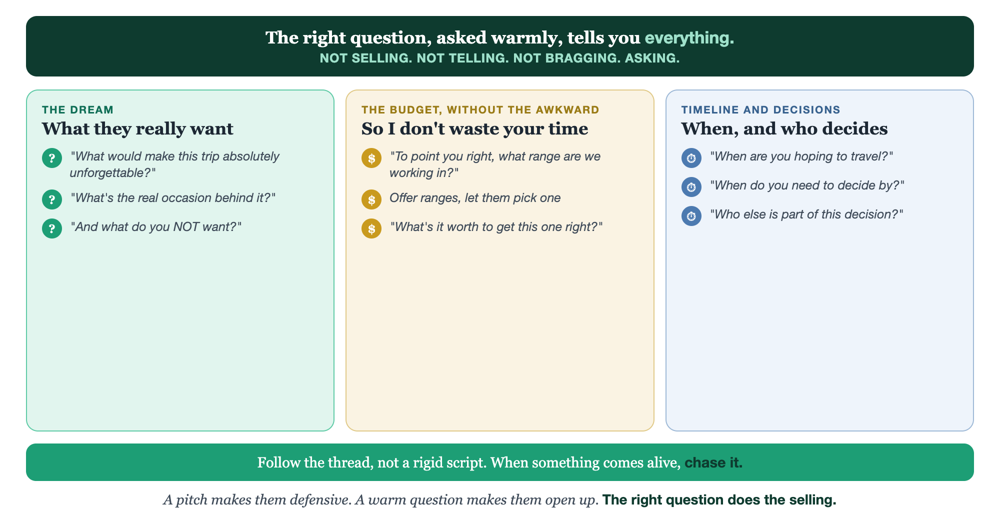 The right question, asked warmly, tells you everything.
NOT SELLING. NOT TELLING. NOT BRAGGING. ASKING.
THE DREAM
What they really want
? "What would make this trip absolutely
unforgettable?"
? "What's the real occasion behind it?"
? "And what do you NOT want?"
THE BUDGET, WITHOUT THE AWKWARD
So I don't waste your time
$ "To point you right, what range are we
working in?"
$ Offer ranges, let them pick one
$ "What's it worth to get this one right?"
TIMELINE AND DECISIONS
When, and who decides
"When are you hoping to travel?"
"When do you need to decide by?"
"Who else is part of this decision?"
Follow the thread, not a rigid script. When something comes alive, chase it.
A pitch makes them defensive. A warm question makes them open up. The right question does the selling.